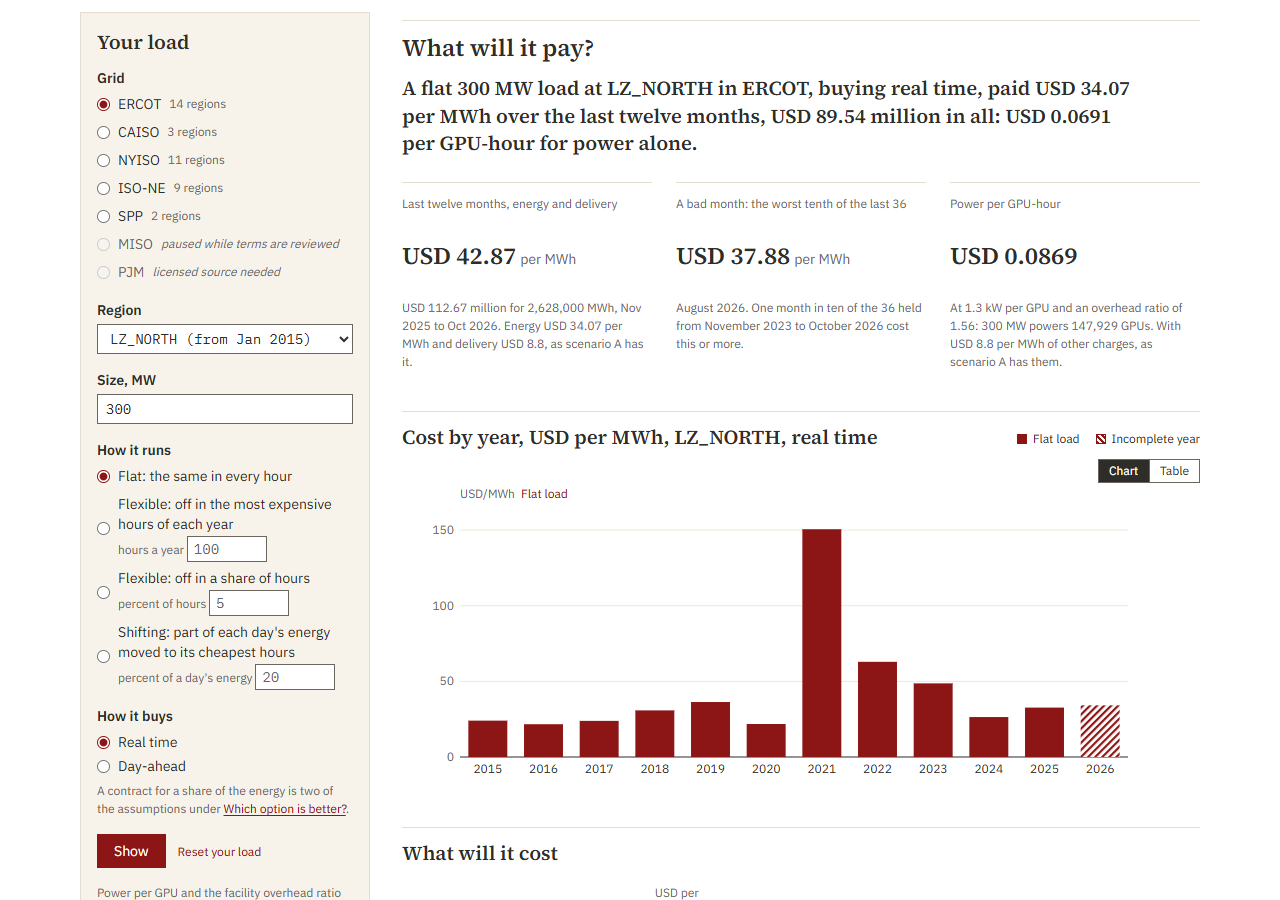 Your load
Grid
ERCOT 14 regions
CAISO 3 regions
NYISO 11 regions
ISO-NE 9 regions
SPP 2 regions
MISO paused while terms are reviewed
PJM licensed source needed
Region
LZ_NORTH (from Jan 2015)
Size, MW
300
How it runs
Flat: the same in every hour
Flexible: off in the most expensive
hours of each year
hours a year 100
Flexible: off in a share of hours
percent of hours 5
Shifting: part of each day's energy
moved to its cheapest hours
percent of a day's energy 20
How it buys
Real time
Day-ahead
A contract for a share of the energy is two of
the assumptions under Which option is better?.
Show Reset your load
Power per GPU and the facility overhead ratio
What will it pay?
A flat 300 MW load at LZ_NORTH in ERCOT, buying real time, paid USD 34.07
per MWh over the last twelve months, USD 89.54 million in all: USD 0.0691
per GPU-hour for power alone.
Last twelve months, energy and delivery
USD 42.87 per MWh
USD 112.67 million for 2,628,000 MWh, Nov
2025 to Oct 2026. Energy USD 34.07 per
MWh and delivery USD 8.8, as scenario A has
it.
A bad month: the worst tenth of the last 36
USD 37.88 per MWh
August 2026. One month in ten of the 36 held
from November 2023 to October 2026 cost
this or more.
Power per GPU-hour
USD 0.0869
At 1.3 kW per GPU and an overhead ratio of
1.56: 300 MW powers 147,929 GPUs. With
USD 8.8 per MWh of other charges, as
scenario A has them.
Cost by year, USD per MWh, LZ_NORTH, real time
Flat load Incomplete year
Chart Table
USD/MWh Flat load
150
100
50
0
2015 2016 2017 2018 2019 2020 2021 2022 2023 2024 2025 2026
What will it cost
USD per